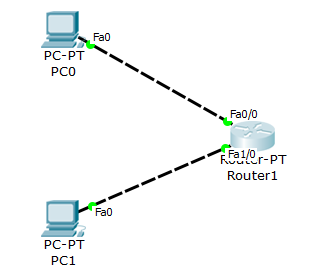 Fa0
PC-PT
PC0
Fa0/0
Fa1/0
Router-PT
Router1
Fa0
PC-PT
PC1